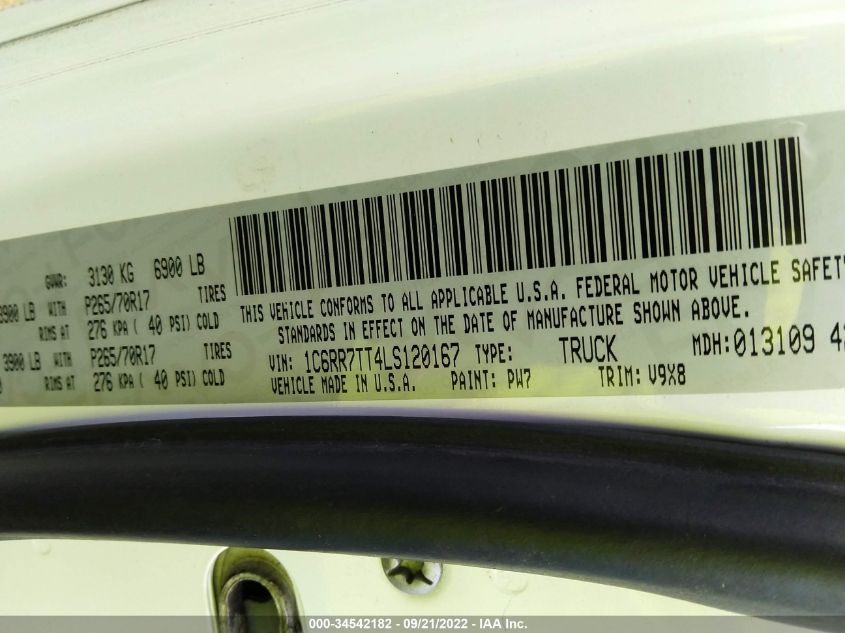 GVWR: 3130 KG 6900 LB
3900 LB WITH P265/70R17 TIRES
RIMS AT 276 KPA ( 40 PSI) COLD
3900 LB WITH P265/70R17 TIRES
RIMS AT 276 KPA ( 40 PSI) COLD
THIS VEHICLE CONFORMS TO ALL APPLICABLE U.S.A. FEDERAL MOTOR VEHICLE SAFETY
STANDARDS IN EFFECT ON THE DATE OF MANUFACTURE SHOWN ABOVE.
VIN: 1C6RR7TT4LS120167 TYPE: TRUCK MDH: 013109
VEHICLE MADE IN U.S.A. PAINT: PW7 TRIM: V9X8
000-34542182 - 09/21/2022 - IAA Inc.